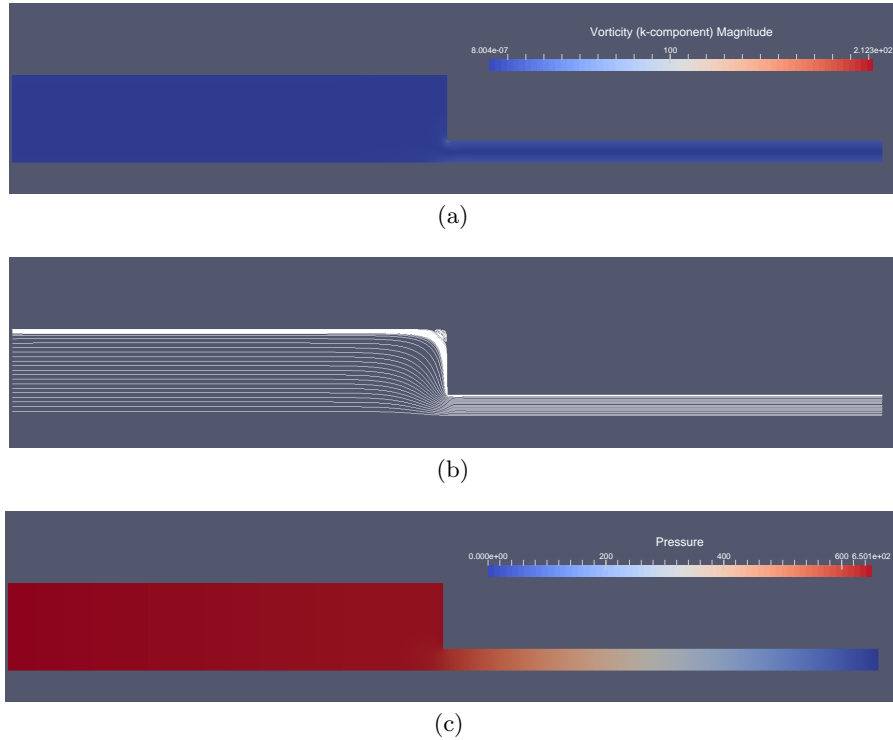 Vorticity (k-component) Magnitude
8.004e-07 100 2.123e+02
(a)
(b)
Pressure
0.000e+00 200 400 600 6.501e+02
(c)